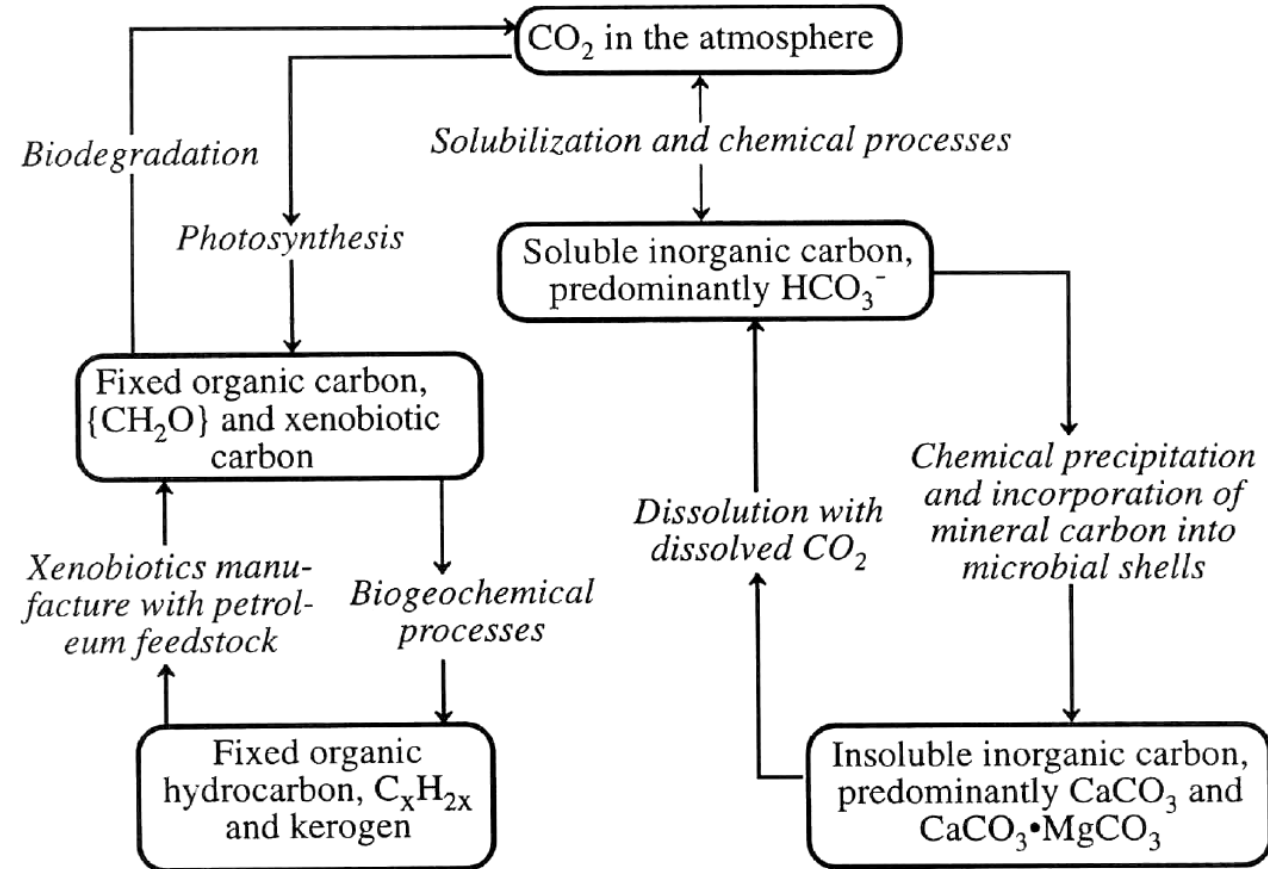 CO₂ in the atmosphere
Biodegradation
Solubilization and chemical processes
Photosynthesis
Soluble inorganic carbon,
predominantly HCO₃⁻
Fixed organic carbon,
{CH₂O} and xenobiotic
carbon
Chemical precipitation
and incorporation of
mineral carbon into
microbial shells
Dissolution with
dissolved CO₂
Xenobiotics manu-
facture with petrol-
eum feedstock
Biogeochemical
processes
Fixed organic
hydrocarbon, CₓH₂ₓ
and kerogen
Insoluble inorganic carbon,
predominantly CaCO₃ and
CaCO₃•MgCO₃